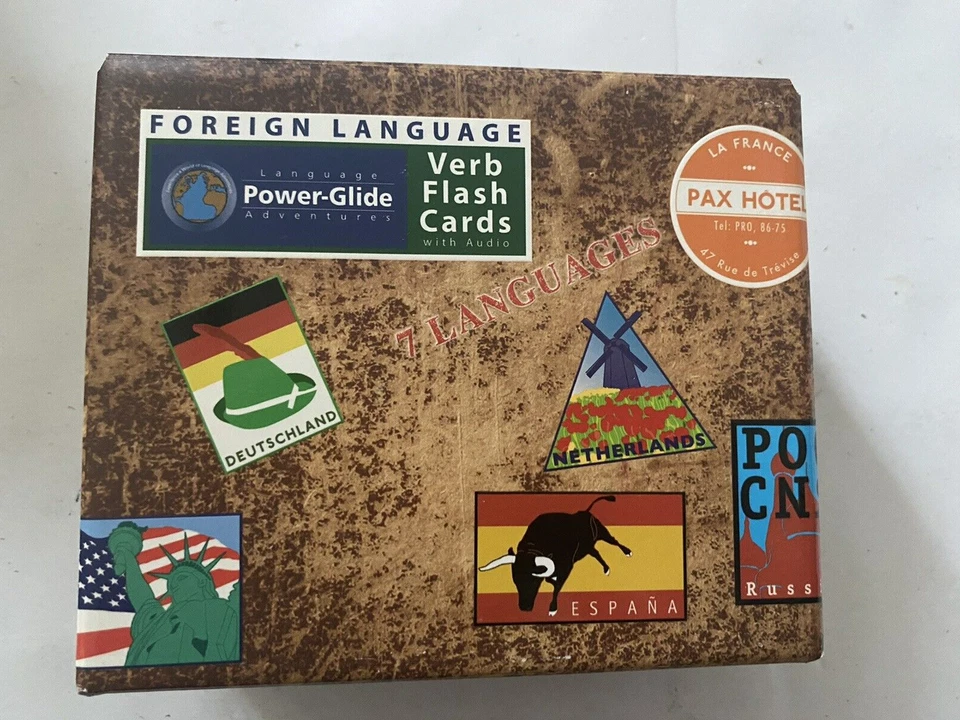 FOREIGN LANGUAGE
Language
Power-Glide
Adventures
Verb
Flash
Cards
with Audio
LA FRANCE
PAX HÔTEL
Tel: PRO, 86-75
47 Rue de Trévise
7 LANGUAGES
DEUTSCHLAND
NETHERLANDS
ESPAÑA
PO
CN
Russ